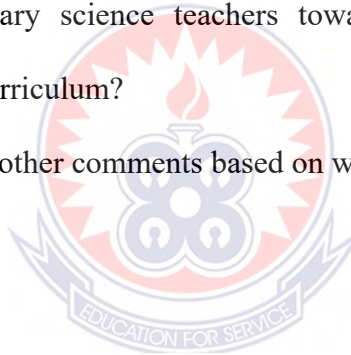 ary science teachers towa
rriculum?
other comments based on w
EDUCATION FOR SERVICE